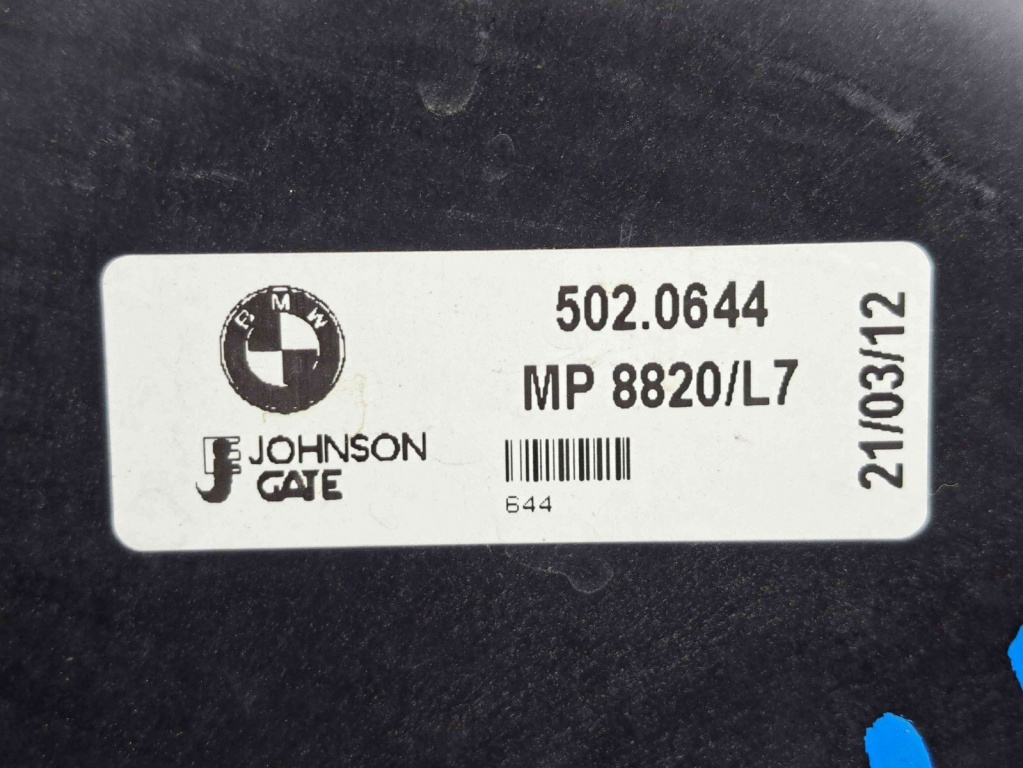 BMW
JOHNSON
GATE
502.0644
MP 8820/L7
644
21/03/12